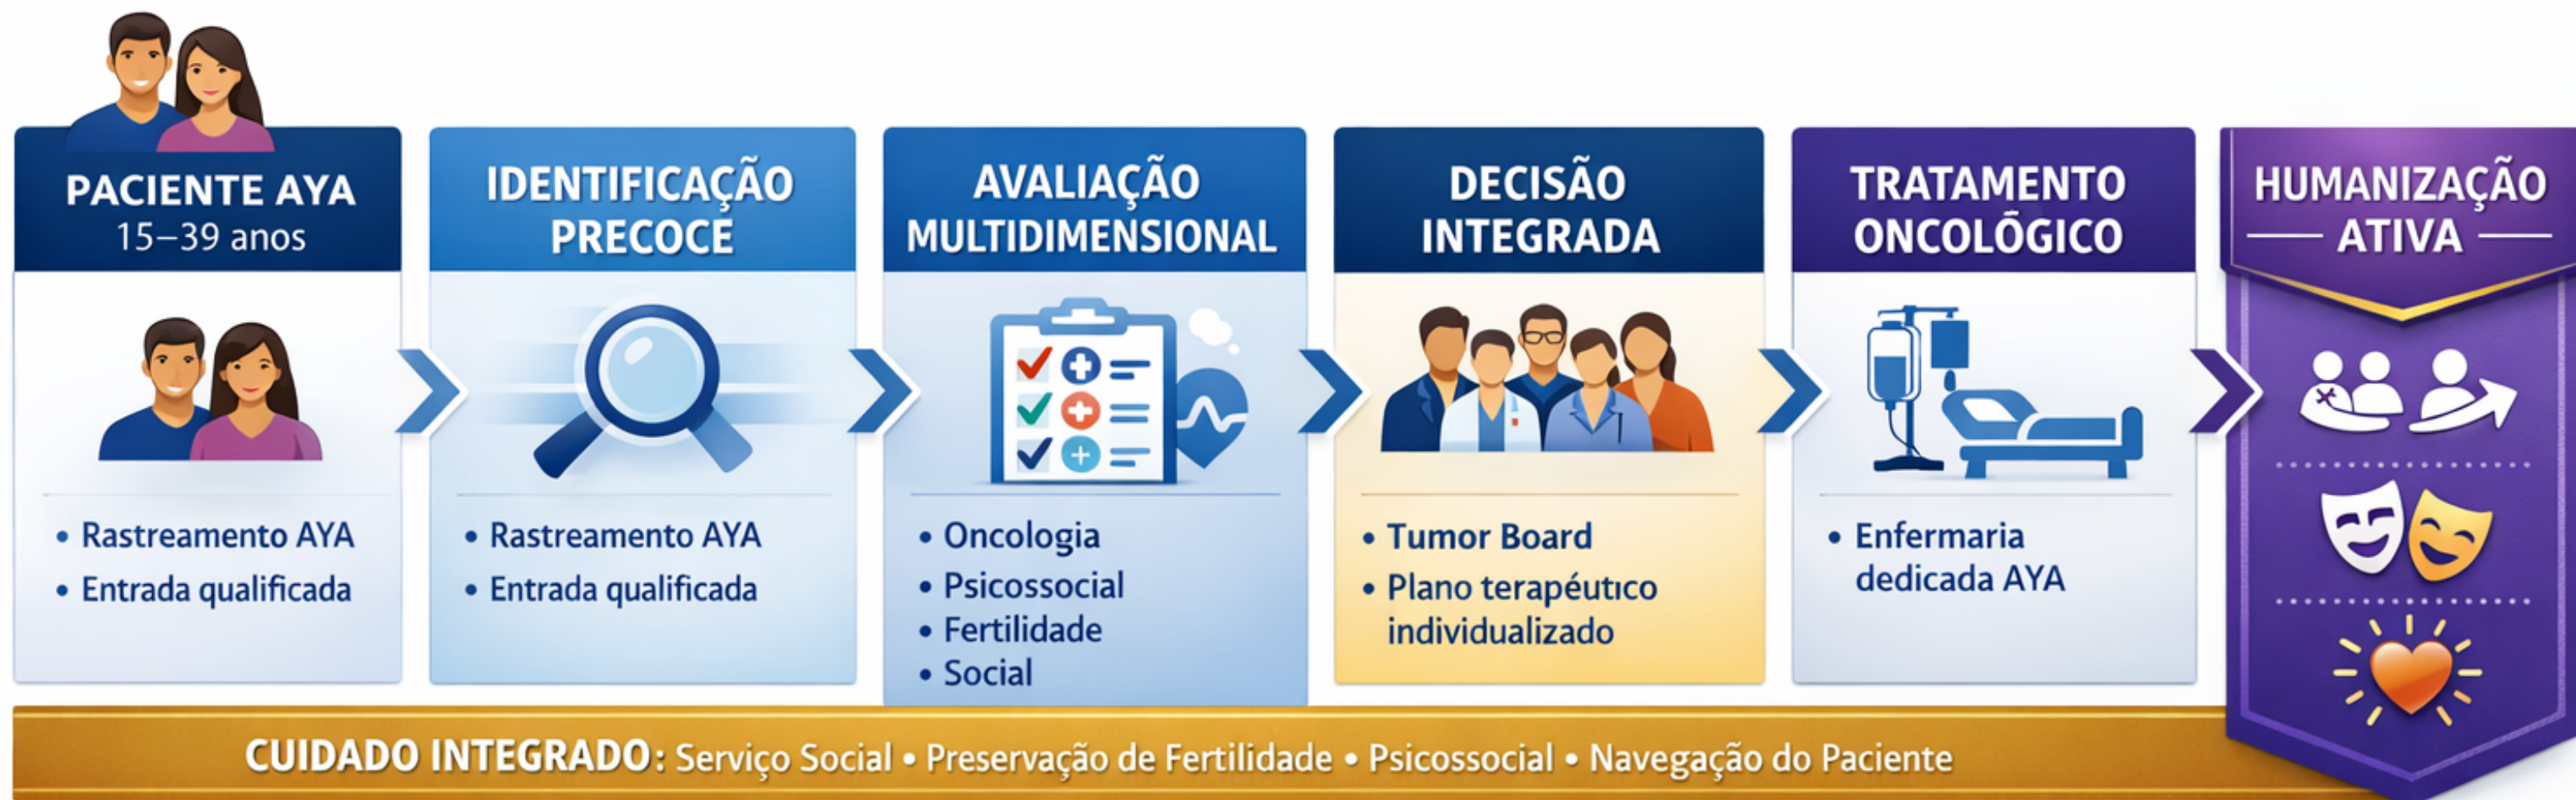 PACIENTE AYA
15–39 anos
• Rastreamento AYA
• Entrada qualificada
IDENTIFICAÇÃO
PRECOCE
• Rastreamento AYA
• Entrada qualificada
AVALIAÇÃO
MULTIDIMENSIONAL
• Oncologia
• Psicossocial
• Fertilidade
• Social
DECISÃO
INTEGRADA
• Tumor Board
• Plano terapéutıco
individualizado
TRATAMENTO
ONCOLÕGICO
• Enfermaria
dedicada AYA
HUMANIZAÇÃO
ATIVA
CUIDADO INTEGRADO: Serviço Social • Preservação de Fertilidade • Psicossocial • Navegação do Paciente